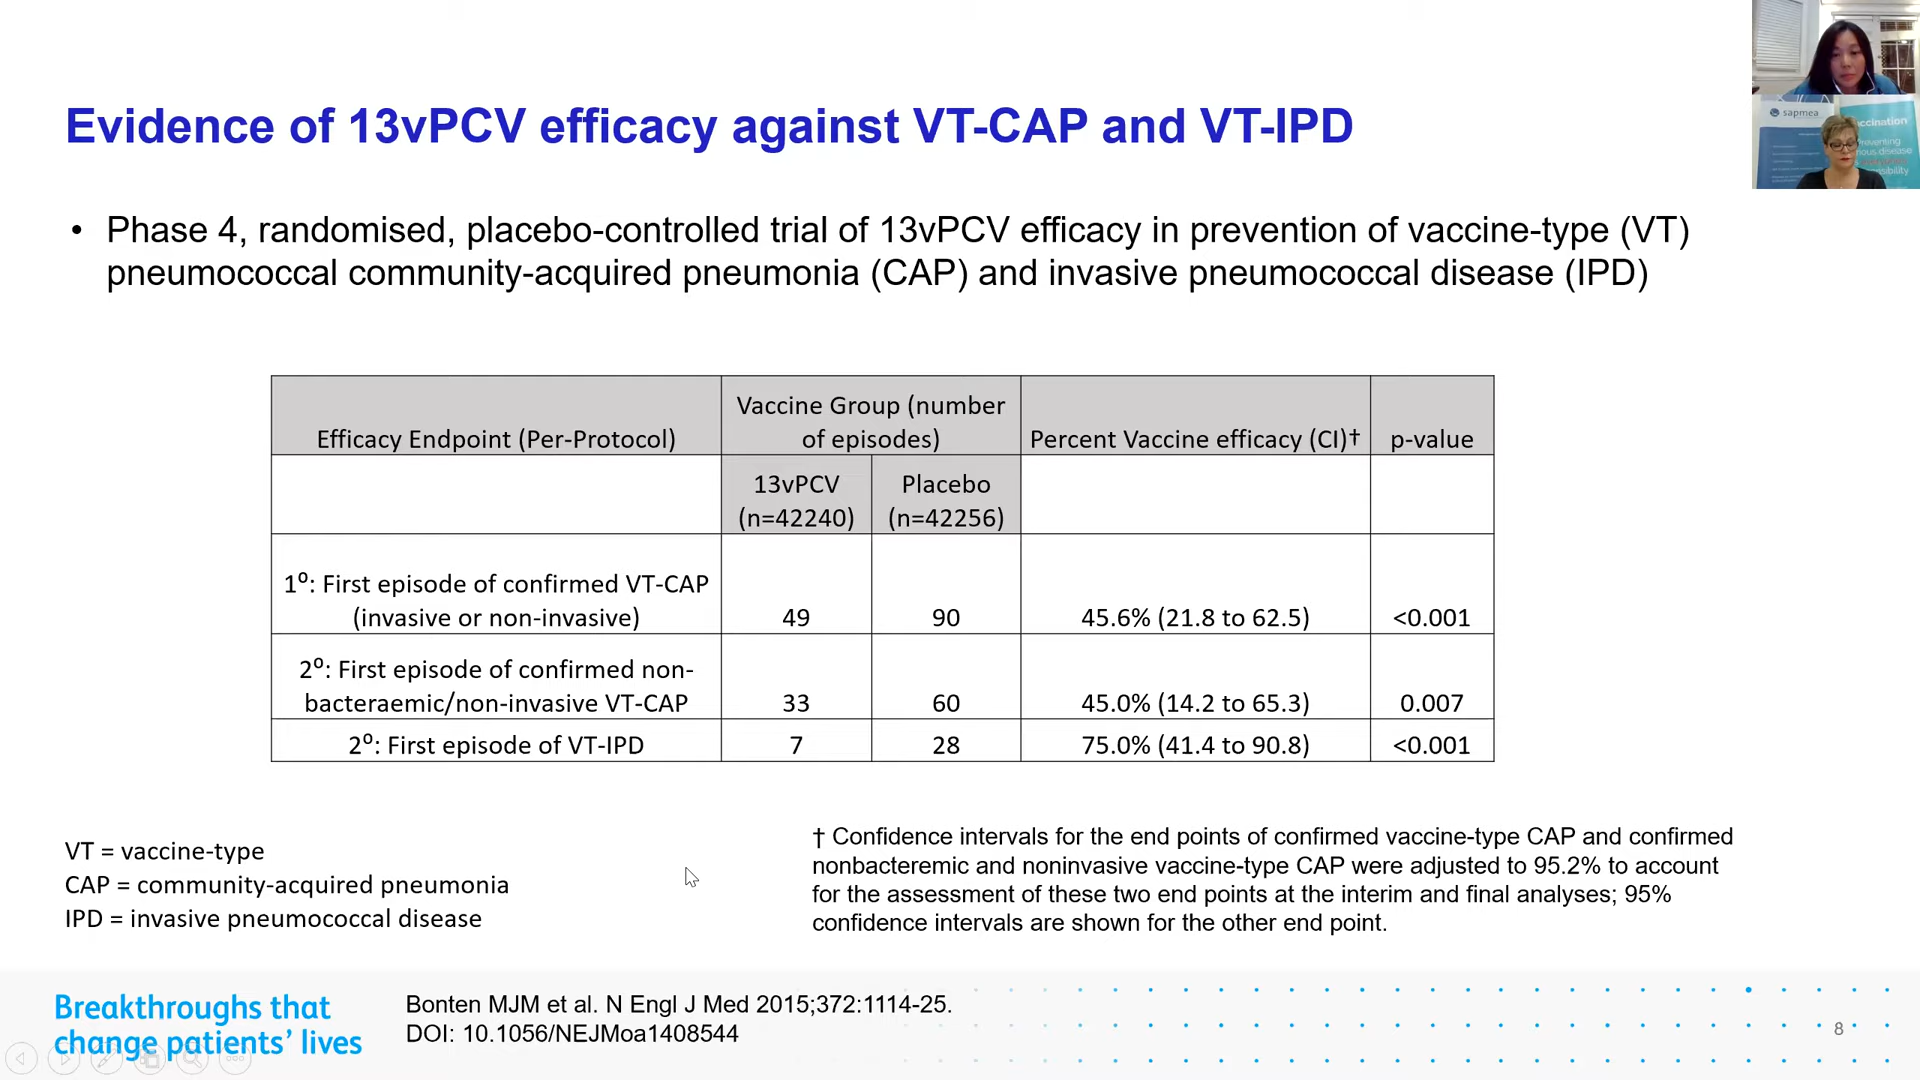 Evidence of 13vPCV efficacy against VT-CAP and VT-IPD
• Phase 4, randomised, placebo-controlled trial of 13vPCV efficacy in prevention of vaccine-type (VT)
pneumococcal community-acquired pneumonia (CAP) and invasive pneumococcal disease (IPD)
Efficacy Endpoint (Per-Protocol)
Vaccine Group (number
of episodes)
Percent Vaccine efficacy (CI)†
p-value
13vPCV
(n=42240)
Placebo
(n=42256)
1⁰: First episode of confirmed VT-CAP
(invasive or non-invasive)
49
90
45.6% (21.8 to 62.5)
<0.001
2⁰: First episode of confirmed non-
bacteraemic/non-invasive VT-CAP
33
60
45.0% (14.2 to 65.3)
0.007
2⁰: First episode of VT-IPD
7
28
75.0% (41.4 to 90.8)
<0.001
VT = vaccine-type
CAP = community-acquired pneumonia
IPD = invasive pneumococcal disease
† Confidence intervals for the end points of confirmed vaccine-type CAP and confirmed
nonbacteremic and noninvasive vaccine-type CAP were adjusted to 95.2% to account
for the assessment of these two end points at the interim and final analyses; 95%
confidence intervals are shown for the other end point.
Breakthroughs that
change patients' lives
Bonten MJM et al. N Engl J Med 2015;372:1114-25.
DOI: 10.1056/NEJMoa1408544
8
sapmea